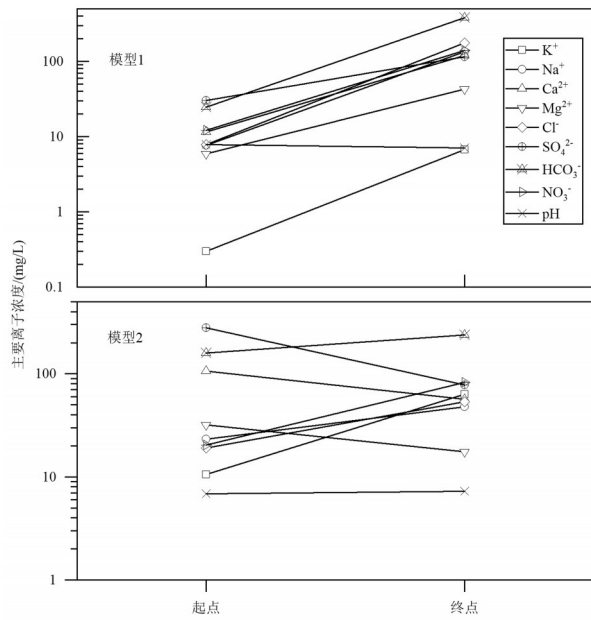 模型1
100
10
1
0.1
K⁺
Na⁺
Ca²⁺
Mg²⁺
Cl⁻
SO₄²⁻
HCO₃⁻
NO₃⁻
pH
主要离子浓度/(mg/L)
模型2
100
10
1
起点 终点